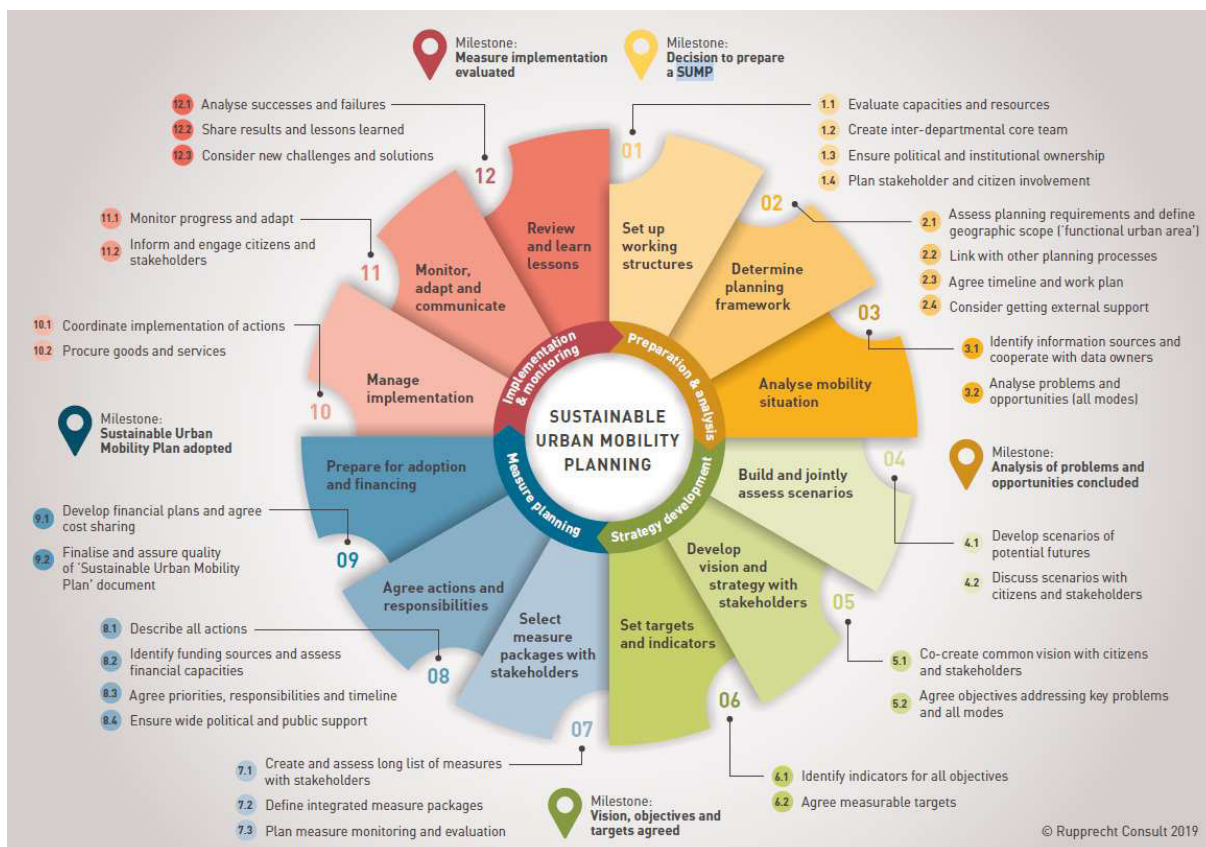 Milestone:
Measure implementation
evaluated
Milestone:
Decision to prepare
a SUMP
12.1 Analyse successes and failures
12.2 Share results and lessons learned
12.3 Consider new challenges and solutions
1.1 Evaluate capacities and resources
1.2 Create inter-departmental core team
1.3 Ensure political and institutional ownership
1.4 Plan stakeholder and citizen involvement
11.1 Monitor progress and adapt
11.2 Inform and engage citizens and
stakeholders
2.1 Assess planning requirements and define
geographic scope ('functional urban area')
2.2 Link with other planning processes
2.3 Agree timeline and work plan
2.4 Consider getting external support
10.1 Coordinate implementation of actions
10.2 Procure goods and services
3.1 Identify information sources and
cooperate with data owners
3.2 Analyse problems and
opportunities (all modes)
01
Set up
working
structures
02
Determine
planning
framework
03
Analyse mobility
situation
04
Build and jointly
assess scenarios
05
Develop
vision and
strategy with
stakeholders
06
Set targets
and indicators
07
Select
measure
packages with
stakeholders
08
Agree actions and
responsibilities
09
Prepare for adoption
and financing
10
Manage
implementation
11
Monitor,
adapt and
communicate
12
Review
and learn
lessons
Preparation & analysis
Strategy development
Measure planning
Implementation
& monitoring
SUSTAINABLE
URBAN MOBILITY
PLANNING
Milestone:
Sustainable Urban
Mobility Plan adopted
Milestone:
Analysis of problems and
opportunities concluded
9.1 Develop financial plans and agree
cost sharing
9.2 Finalise and assure quality
of 'Sustainable Urban Mobility
Plan' document
4.1 Develop scenarios of
potential futures
4.2 Discuss scenarios with
citizens and stakeholders
8.1 Describe all actions
8.2 Identify funding sources and assess
financial capacities
8.3 Agree priorities, responsibilities and timeline
8.4 Ensure wide political and public support
5.1 Co-create common vision with citizens
and stakeholders
5.2 Agree objectives addressing key problems
and all modes
7.1 Create and assess long list of measures
with stakeholders
7.2 Define integrated measure packages
7.3 Plan measure monitoring and evaluation
Milestone:
Vision, objectives and
targets agreed
6.1 Identify indicators for all objectives
6.2 Agree measurable targets
© Rupprecht Consult 2019